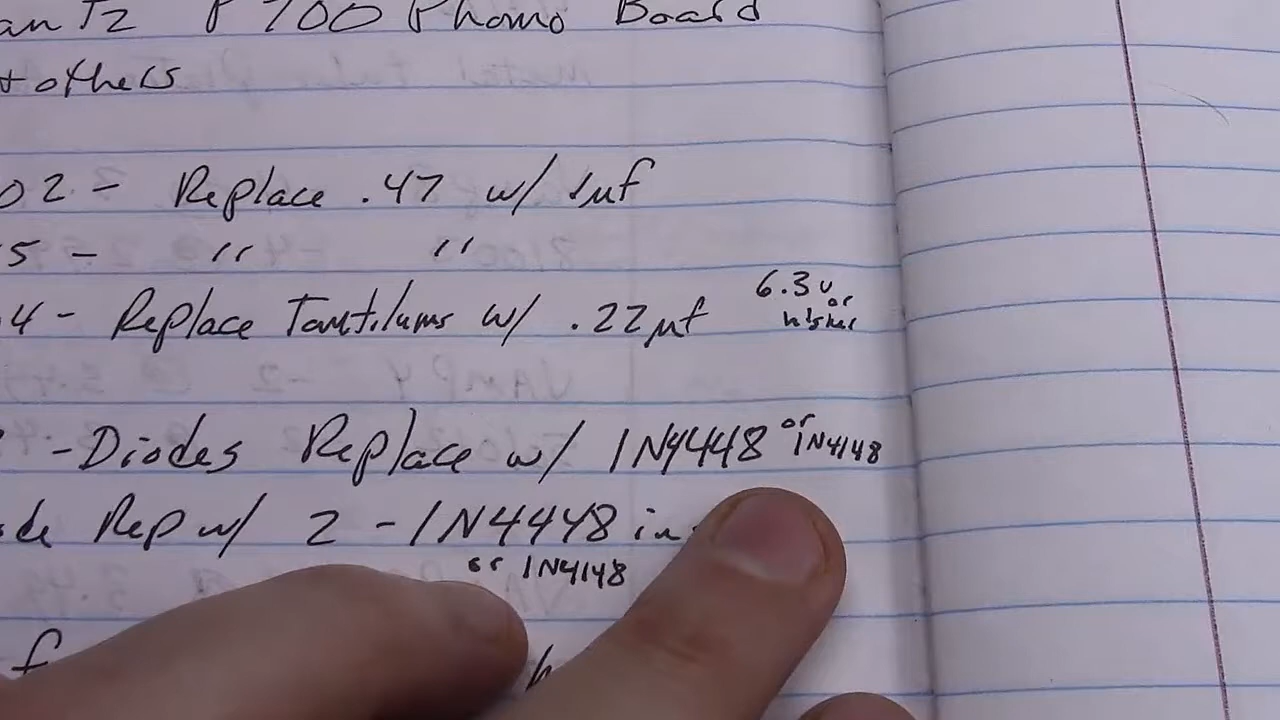 antz P 700 Phono Board
+ others
02 - Replace .47 w/ 1uf
5 - " "
4 - Replace Tantilums w/ .22µf 6.3v or higher
-Diodes Replace w/ 1N4448 or 1N4148
de Rep w/ 2 - 1N4448 in
or 1N4148
f